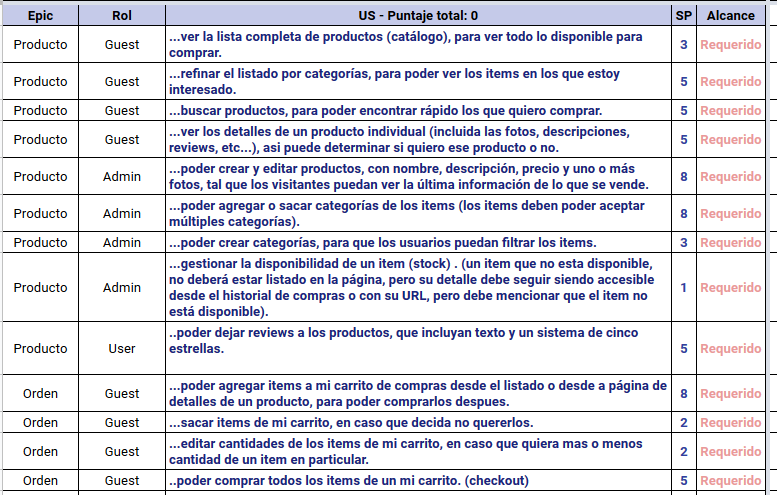 Epic Rol US - Puntaje total: 0 SP Alcance
Producto Guest ...ver la lista completa de productos (catálogo), para ver todo lo disponible para
comprar. 3 Requerido
Producto Guest ...refinar el listado por categorías, para poder ver los items en los que estoy
interesado. 5 Requerido
Producto Guest ...buscar productos, para poder encontrar rápido los que quiero comprar. 5 Requerido
Producto Guest ...ver los detalles de un producto individual (incluida las fotos, descripciones,
reviews, etc...), asi puede determinar si quiero ese producto o no. 5 Requerido
Producto Admin ...poder crear y editar productos, con nombre, descripción, precio y uno o más
fotos, tal que los visitantes puedan ver la última información de lo que se vende. 8 Requerido
Producto Admin ...poder agregar o sacar categorías de los items (los items deben poder aceptar
múltiples categorías). 8 Requerido
Producto Admin ...poder crear categorías, para que los usuarios puedan filtrar los items. 3 Requerido
Producto Admin ...gestionar la disponibilidad de un item (stock) . (un item que no esta disponible,
no deberá estar listado en la página, pero su detalle debe seguir siendo accesible
desde el historial de compras o con su URL, pero debe mencionar que el item no
está disponible). 1 Requerido
Producto User ..poder dejar reviews a los productos, que incluyan texto y un sistema de cinco
estrellas. 5 Requerido
Orden Guest ...poder agregar items a mi carrito de compras desde el listado o desde a página de
detalles de un producto, para poder comprarlos despues. 8 Requerido
Orden Guest ...sacar items de mi carrito, en caso que decida no quererlos. 2 Requerido
Orden Guest ...editar cantidades de los items de mi carrito, en caso que quiera mas o menos
cantidad de un item en particular. 2 Requerido
Orden Guest ..poder comprar todos los items de un mi carrito. (checkout) 5 Requerido